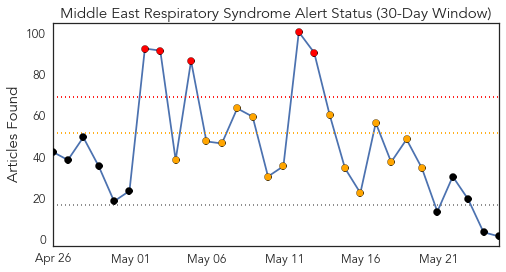 Middle East Respiratory Syndrome Alert Status (30-Day Window)
Articles Found
100
80
60
40
20
0
Apr 26
May 01
May 06
May 11
May 16
May 21